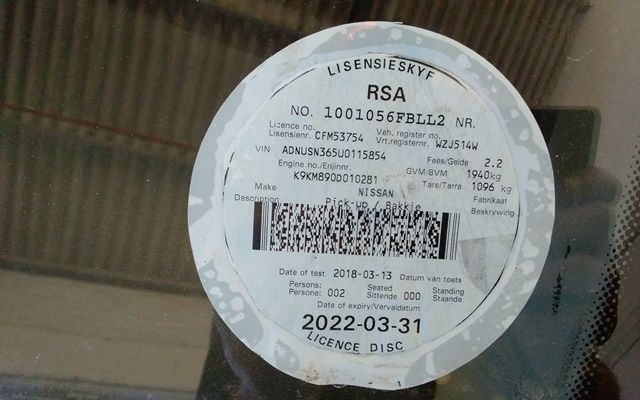 LISENSIESKYF
RSA
NO. 1001056FBLL2 NR.
Licence no. Veh. register no.
Lisensienr. CFM53754 Vrt.registernr. WZJ514W
VIN ADNUSN365U0115854 Fees/Gelde 2.2
Engine no./Enjinnr. GVM/BVM 1940kg
K9KM890D010281 Tare/Tarra 1096 kg
Make NISSAN Fabrikaat
Description Pick-up / Bakkie Beskrywing
Date of test 2018-03-13 Datum van toets
Persons: Seated Standing
Persone: 002 Sittende 000 Staande
Date of expiry/Vervaldatum
2022-03-31
LICENCE DISC